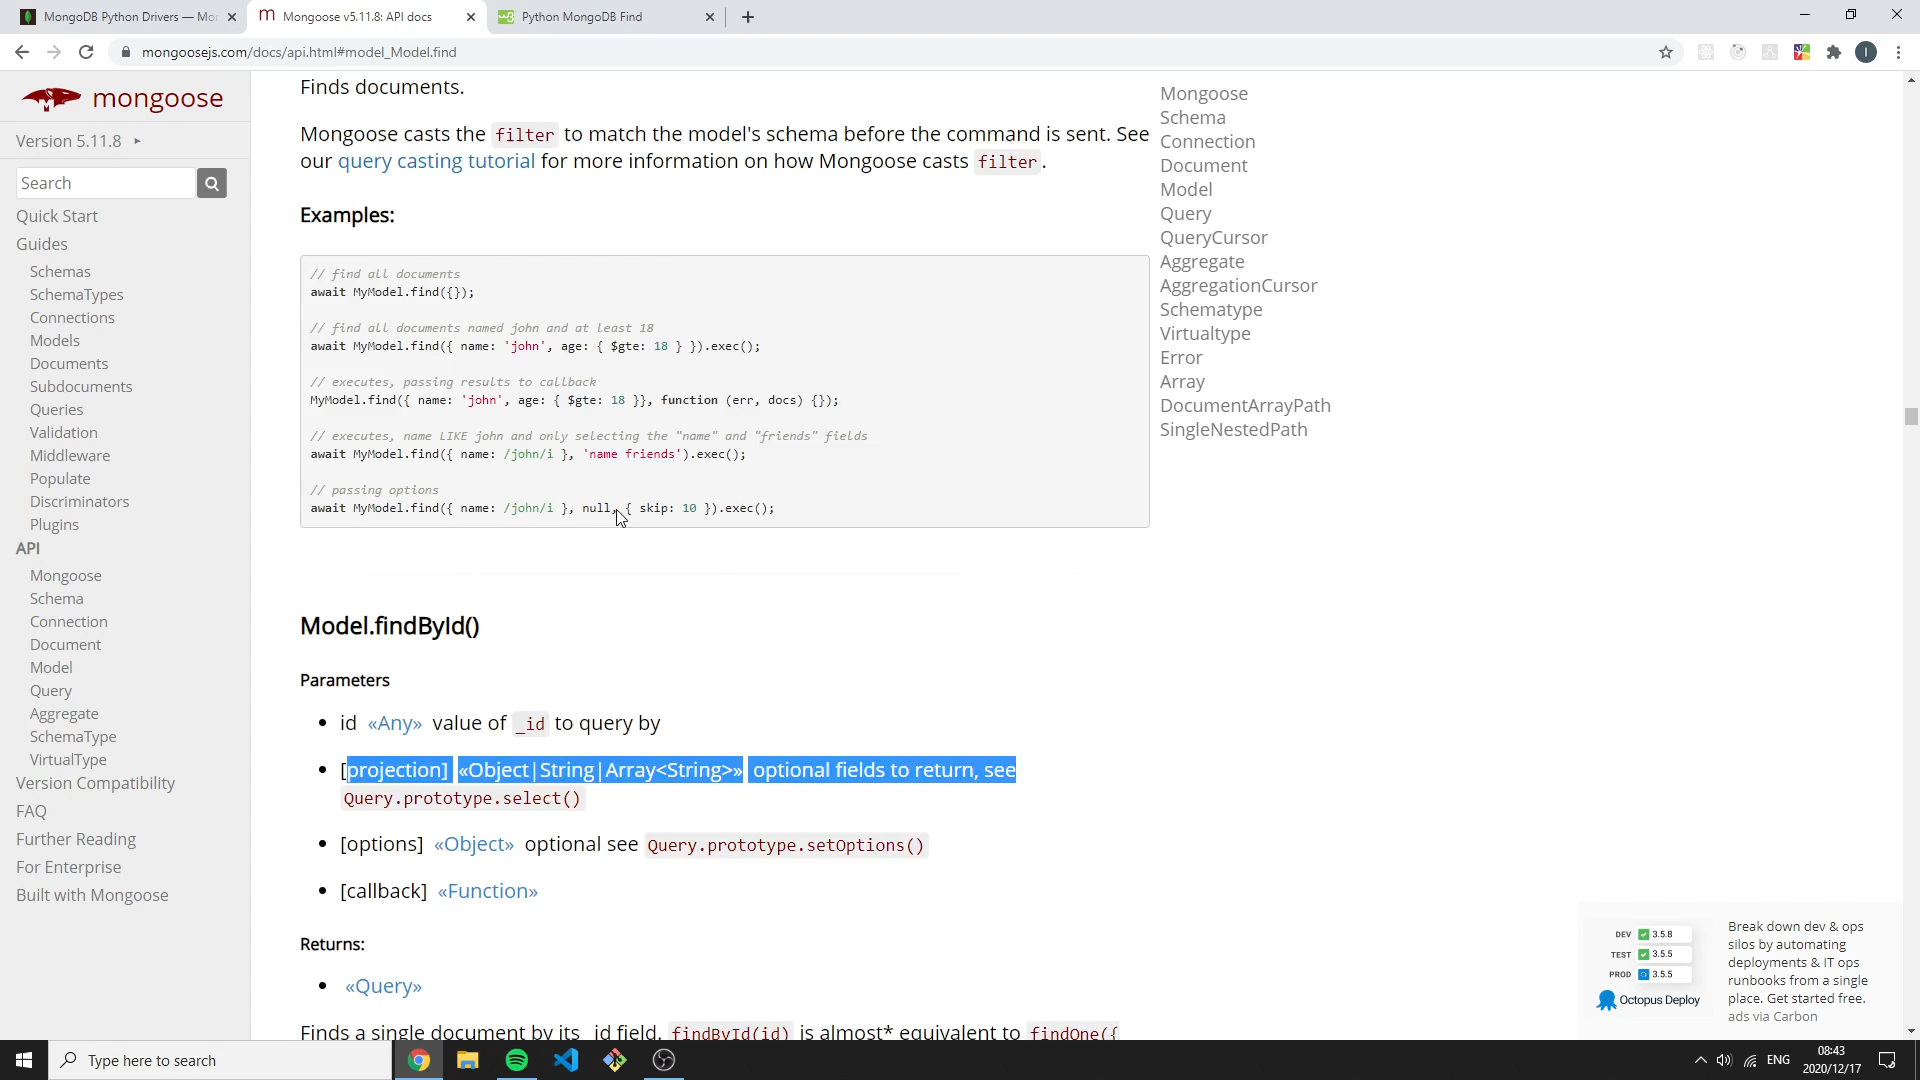 MongoDB Python Drivers — Mon
Mongoose v5.11.8: API docs
Python MongoDB Find
mongoosejs.com/docs/api.html#model_Model.find
I
mongoose
Version 5.11.8
Search
Quick Start
Guides
Schemas
SchemaTypes
Connections
Models
Documents
Subdocuments
Queries
Validation
Middleware
Populate
Discriminators
Plugins
API
Mongoose
Schema
Connection
Document
Model
Query
Aggregate
SchemaType
VirtualType
Version Compatibility
FAQ
Further Reading
For Enterprise
Built with Mongoose
Finds documents.
Mongoose casts the filter to match the model's schema before the command is sent. See
our query casting tutorial for more information on how Mongoose casts filter.
Examples:
// find all documents
await MyModel.find({});
// find all documents named john and at least 18
await MyModel.find({ name: 'john', age: { $gte: 18 } }).exec();
// executes, passing results to callback
MyModel.find({ name: 'john', age: { $gte: 18 }}, function (err, docs) {});
// executes, name LIKE john and only selecting the "name" and "friends" fields
await MyModel.find({ name: /john/i }, 'name friends').exec();
// passing options
await MyModel.find({ name: /john/i }, null, { skip: 10 }).exec();
Model.findById()
Parameters
• id «Any» value of _id to query by
• [projection] «Object|String|Array<String>» optional fields to return, see
Query.prototype.select()
• [options] «Object» optional see Query.prototype.setOptions()
• [callback] «Function»
Returns:
• «Query»
Finds a single document by its _id field. findById(id) is almost* equivalent to findOne({
Mongoose
Schema
Connection
Document
Model
Query
QueryCursor
Aggregate
AggregationCursor
Schematype
Virtualtype
Error
Array
DocumentArrayPath
SingleNestedPath
DEV 3.5.8
TEST 3.5.5
PROD 3.5.5
Octopus Deploy
Break down dev & ops
silos by automating
deployments & IT ops
runbooks from a single
place. Get started free.
ads via Carbon
Type here to search
ENG
08:43
2020/12/17